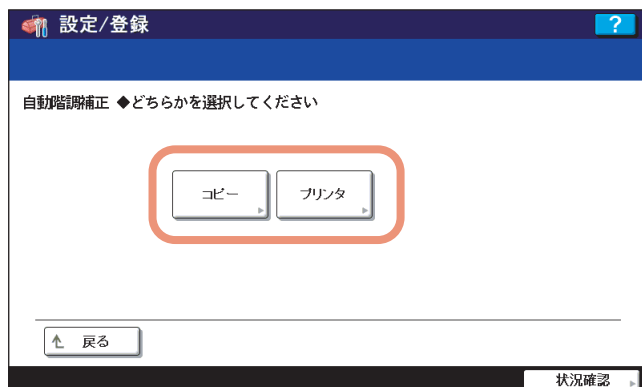 設定/登録 ?
自動階調補正 ◆どちらかを選択してください
コピー プリンタ
戻る
状況確認